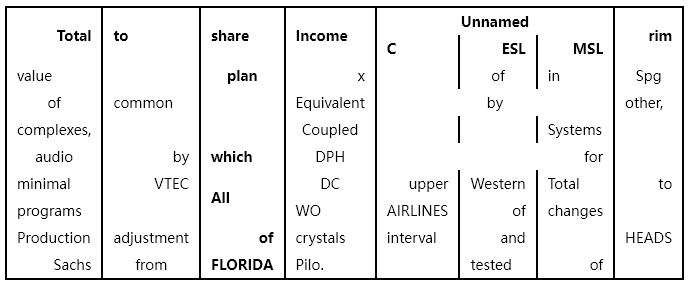 Unnamed
Total to share Income C ESL MSL rim
value plan x of in Spg
of common Equivalent by other,
complexes, Coupled Systems
audio by which DPH for
minimal VTEC All DC upper Western Total to
programs WO AIRLINES of changes
Production adjustment of crystals interval and HEADS
Sachs from FLORIDA Pilo. tested of